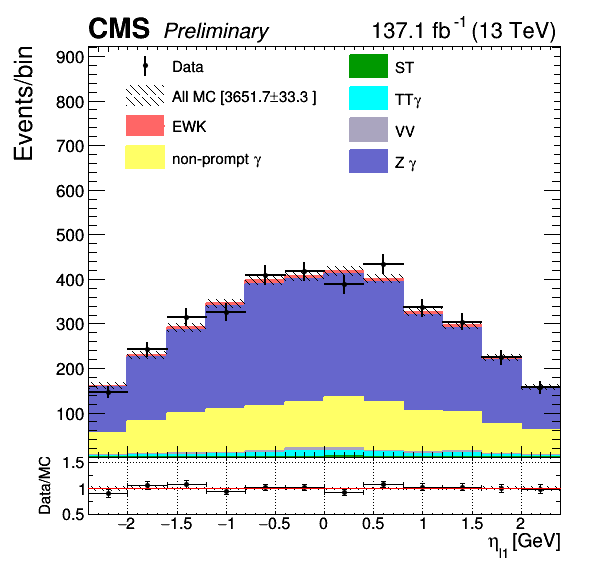 CMS Preliminary 137.1 fb⁻¹ (13 TeV)
Events/bin
900
800
700
600
500
400
300
200
100
Data
All MC [3651.7±33.3 ]
EWK
non-prompt γ
ST
TTγ
VV
Z γ
Data/MC
1.5
1
0.5
−2 −1.5 −1 −0.5 0 0.5 1 1.5 2
η_l1 [GeV]